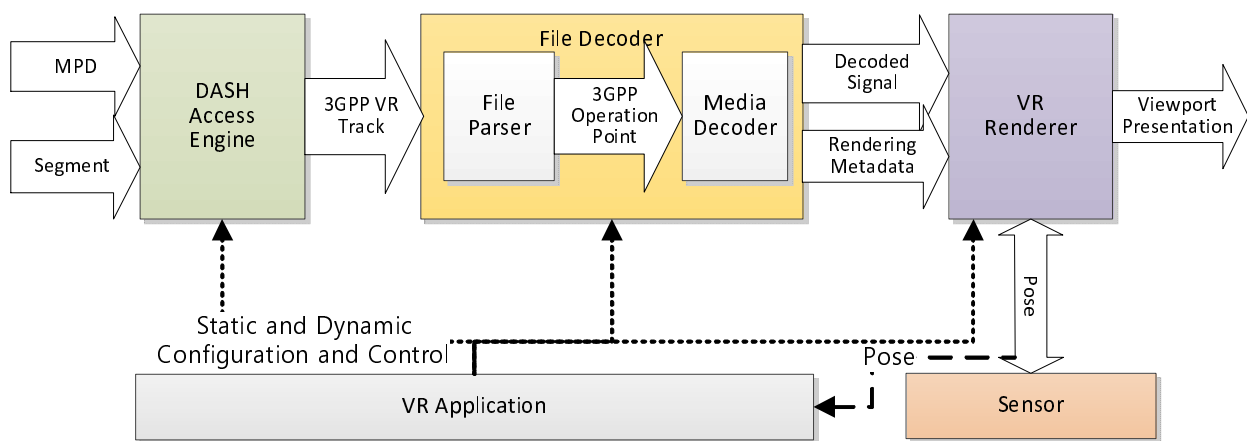 MPD
Segment
DASH
Access
Engine
3GPP VR
Track
File Decoder
File
Parser
3GPP
Operation
Point
Media
Decoder
Decoded
Signal
Rendering
Metadata
VR
Renderer
Viewport
Presentation
Pose
Static and Dynamic
Configuration and Control
Pose
VR Application
Sensor